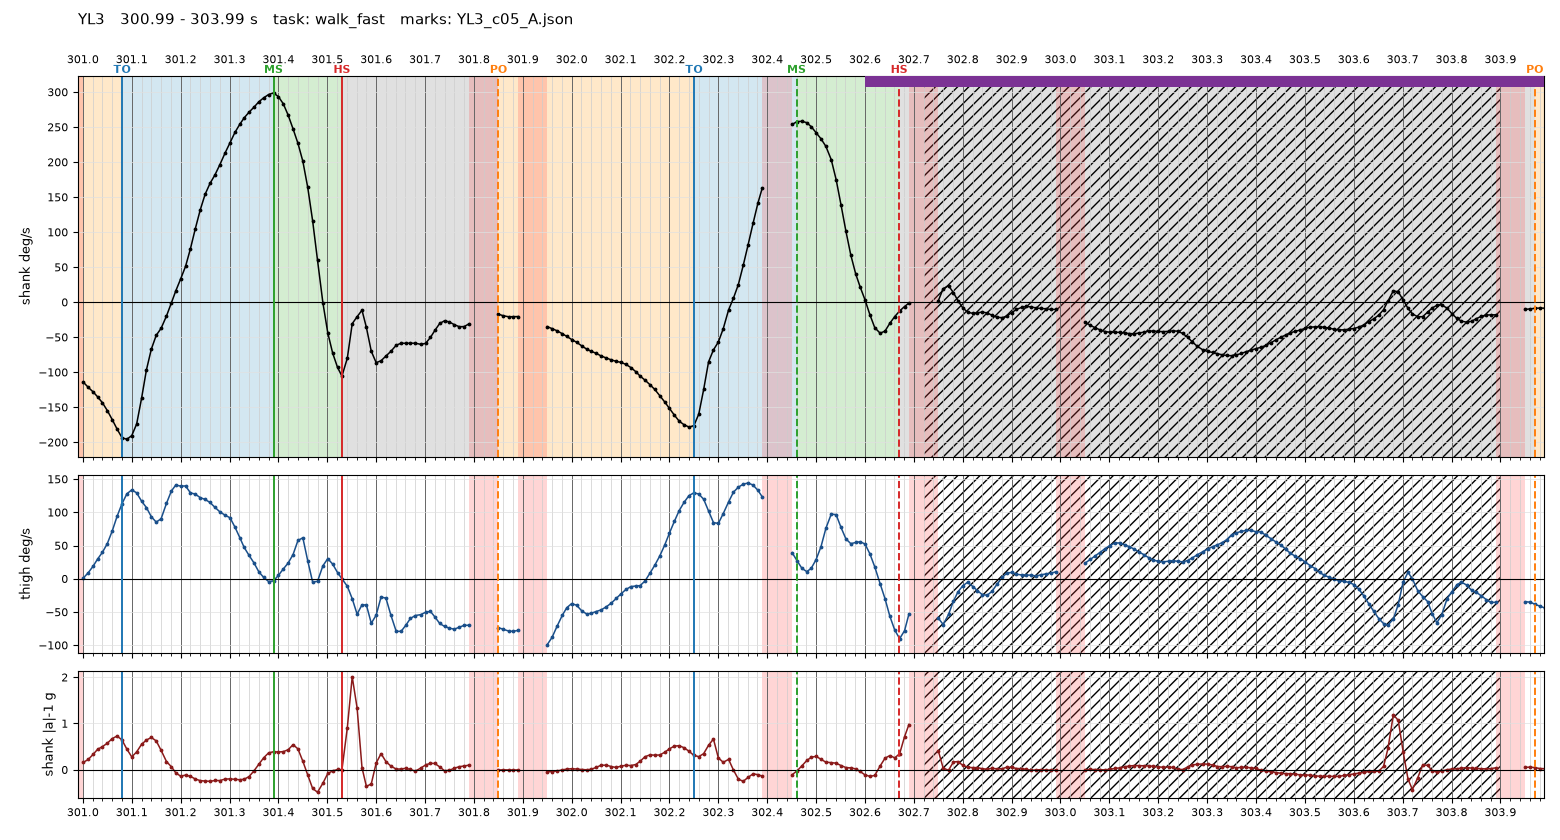 YL3   300.99 - 303.99 s   task: walk_fast   marks: YL3_c05_A.json
301.0 301.1 301.2 301.3 301.4 301.5 301.6 301.7 301.8 301.9 302.0 302.1 302.2 302.3 302.4 302.5 302.6 302.7 302.8 302.9 303.0 303.1 303.2 303.3 303.4 303.5 303.6 303.7 303.8 303.9
TO MS HS PO TO MS HS PO
shank deg/s
300
250
200
150
100
50
0
−50
−100
−150
−200
thigh deg/s
150
100
50
0
−50
−100
shank |a|-1 g
2
1
0
301.0 301.1 301.2 301.3 301.4 301.5 301.6 301.7 301.8 301.9 302.0 302.1 302.2 302.3 302.4 302.5 302.6 302.7 302.8 302.9 303.0 303.1 303.2 303.3 303.4 303.5 303.6 303.7 303.8 303.9